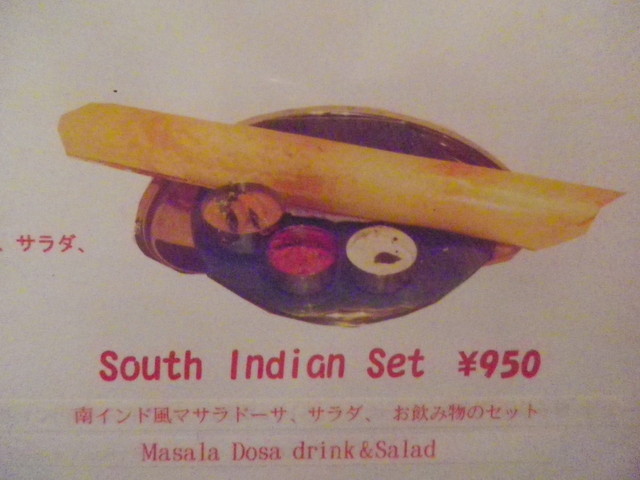 、サラダ、
South Indian Set ¥950
南インド風マサラドーサ、サラダ、 お飲み物のセット
Masala Dosa drink&Salad